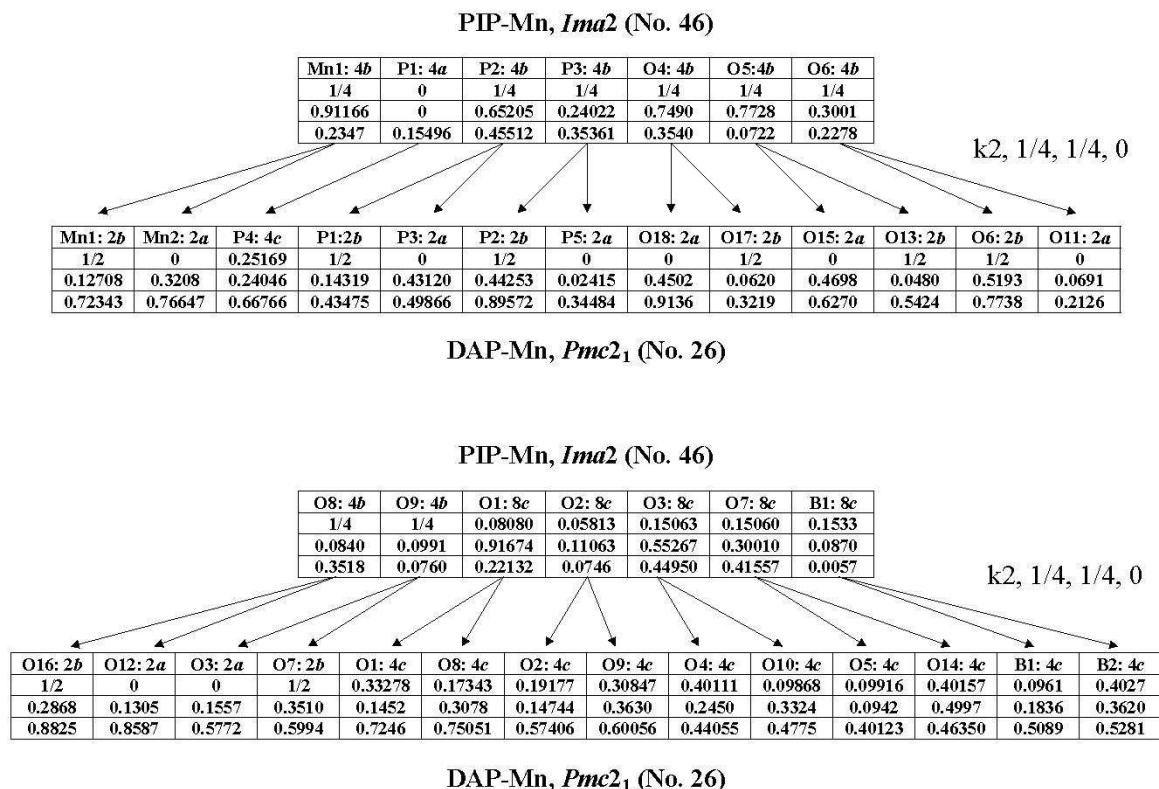 PIP-Mn, Ima2 (No. 46)
Mn1: 4b P1: 4a P2: 4b P3: 4b O4: 4b O5:4b O6: 4b
1/4 0 1/4 1/4 1/4 1/4 1/4
0.91166 0 0.65205 0.24022 0.7490 0.7728 0.3001
0.2347 0.15496 0.45512 0.35361 0.3540 0.0722 0.2278
k2, 1/4, 1/4, 0
Mn1: 2b Mn2: 2a P4: 4c P1:2b P3: 2a P2: 2b P5: 2a O18: 2a O17: 2b O15: 2a O13: 2b O6: 2b O11: 2a
1/2 0 0.25169 1/2 0 1/2 0 0 1/2 0 1/2 1/2 0
0.12708 0.3208 0.24046 0.14319 0.43120 0.44253 0.02415 0.4502 0.0620 0.4698 0.0480 0.5193 0.0691
0.72343 0.76647 0.66766 0.43475 0.49866 0.89572 0.34484 0.9136 0.3219 0.6270 0.5424 0.7738 0.2126
DAP-Mn, Pmc2₁ (No. 26)
PIP-Mn, Ima2 (No. 46)
O8: 4b O9: 4b O1: 8c O2: 8c O3: 8c O7: 8c B1: 8c
1/4 1/4 0.08080 0.05813 0.15063 0.15060 0.1533
0.0840 0.0991 0.91674 0.11063 0.55267 0.30010 0.0870
0.3518 0.0760 0.22132 0.0746 0.44950 0.41557 0.0057
k2, 1/4, 1/4, 0
O16: 2b O12: 2a O3: 2a O7: 2b O1: 4c O8: 4c O2: 4c O9: 4c O4: 4c O10: 4c O5: 4c O14: 4c B1: 4c B2: 4c
1/2 0 0 1/2 0.33278 0.17343 0.19177 0.30847 0.40111 0.09868 0.09916 0.40157 0.0961 0.4027
0.2868 0.1305 0.1557 0.3510 0.1452 0.3078 0.14744 0.3630 0.2450 0.3324 0.0942 0.4997 0.1836 0.3620
0.8825 0.8587 0.5772 0.5994 0.7246 0.75051 0.57406 0.60056 0.44055 0.4775 0.40123 0.46350 0.5089 0.5281
DAP-Mn, Pmc2₁ (No. 26)